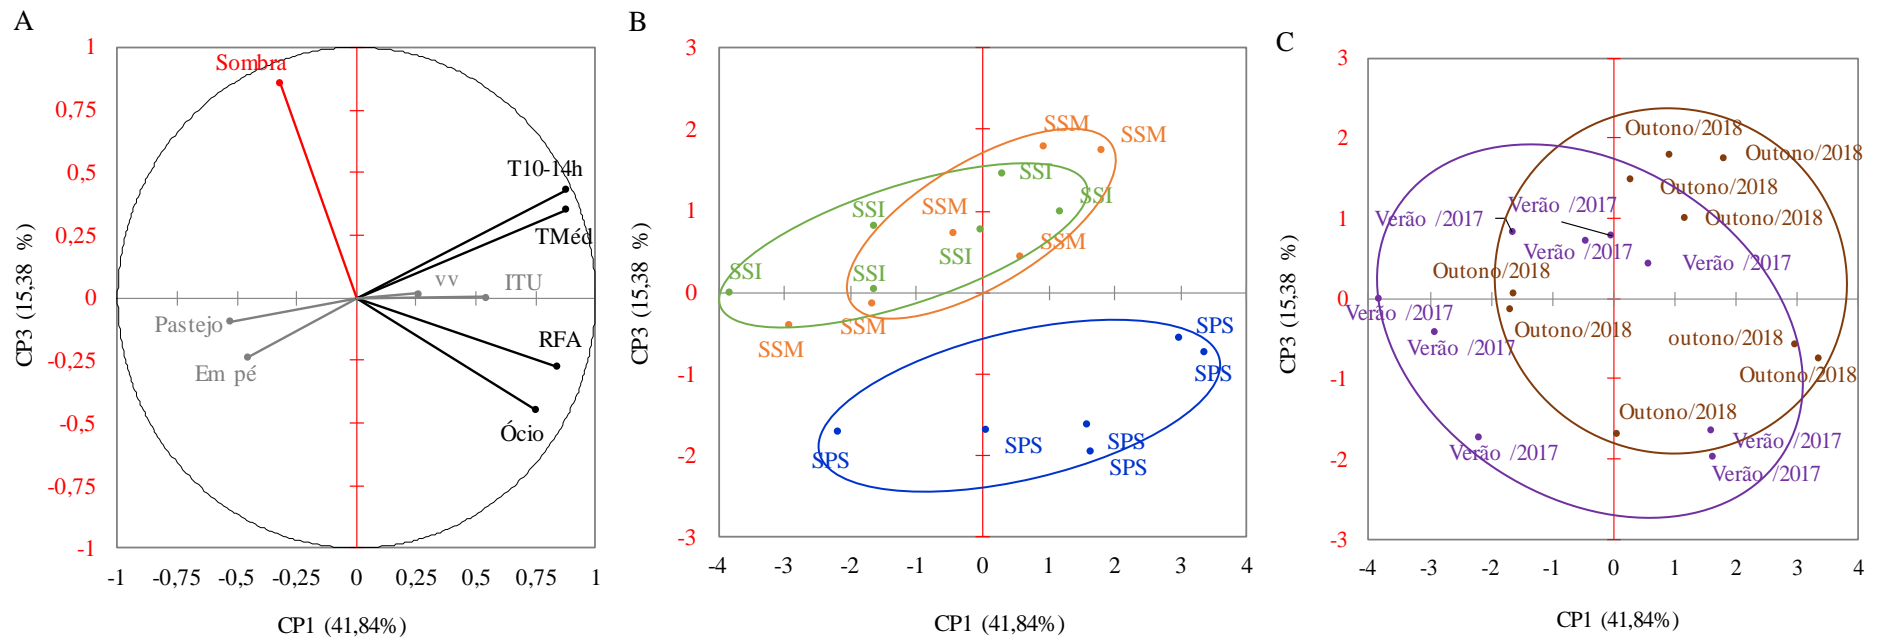 A
1
0,75
0,5
0,25
0
-0,25
-0,5
-0,75
-1
-1 -0,75 -0,5 -0,25 0 0,25 0,5 0,75 1
CP3 (15,38 %)
CP1 (41,84%)
Sombra
T10-14h
TMéd
vv
ITU
Pastejo
RFA
Em pé
Ócio
B
3
2
1
0
-1
-2
-3
-4 -3 -2 -1 0 1 2 3 4
CP3 (15,38 %)
CP1 (41,84%)
SSM
SSM
SSI
SSI
SSI
SSM
SSM
SSI
SSI
SSI
SSM
SSM
SPS
SPS
SPS
SPS
SPS
SPS
C
3
2
1
0
-1
-2
-3
-4 -3 -2 -1 0 1 2 3 4
CP3 (15,38 %)
CP1 (41,84%)
Outono/2018
Outono/2018
Outono/2018
Verão /2017
Verão /2017
Outono/2018
Verão /2017
Verão /2017
Outono/2018
Verão /2017
Outono/2018
outono/2018
Verão /2017
Outono/2018
Outono/2018
Verão /2017
Verão /2017
Verão /2017